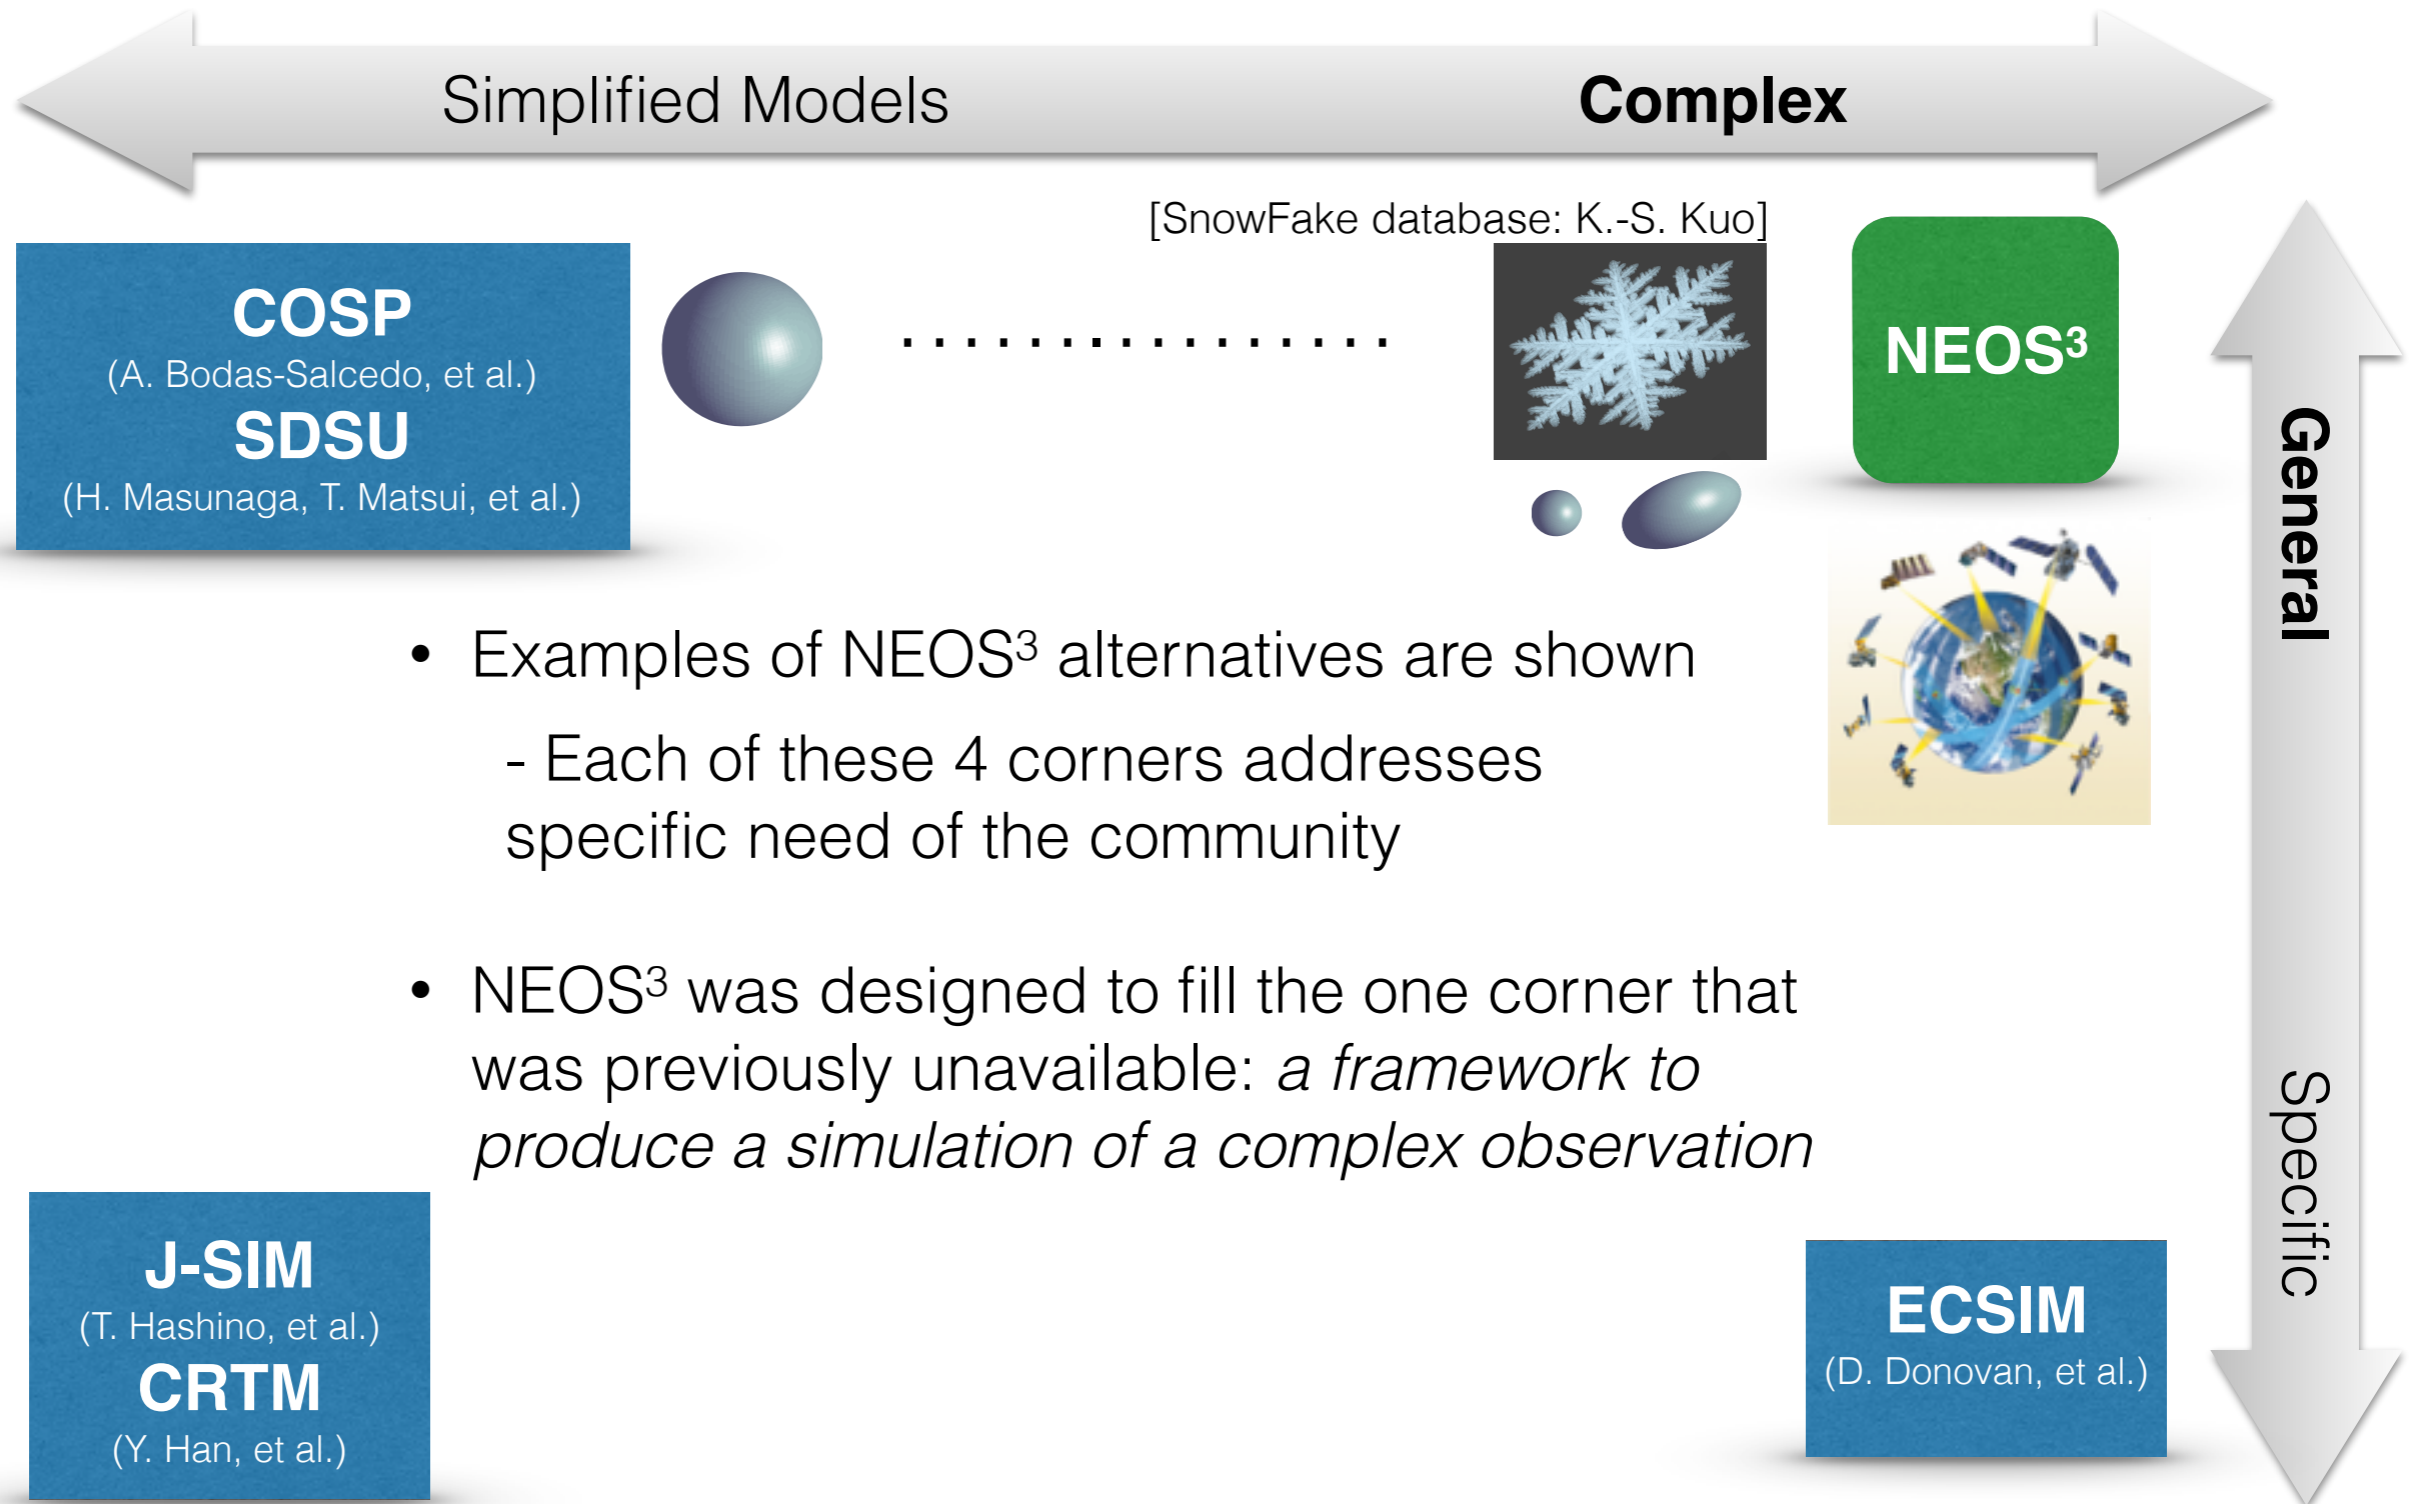 Simplified Models
Complex
[SnowFake database: K.-S. Kuo]
COSP
(A. Bodas-Salcedo, et al.)
SDSU
(H. Masunaga, T. Matsui, et al.)
NEOS³
General
• Examples of NEOS³ alternatives are shown
- Each of these 4 corners addresses
specific need of the community
• NEOS³ was designed to fill the one corner that
was previously unavailable: a framework to
produce a simulation of a complex observation
Specific
J-SIM
(T. Hashino, et al.)
CRTM
(Y. Han, et al.)
ECSIM
(D. Donovan, et al.)